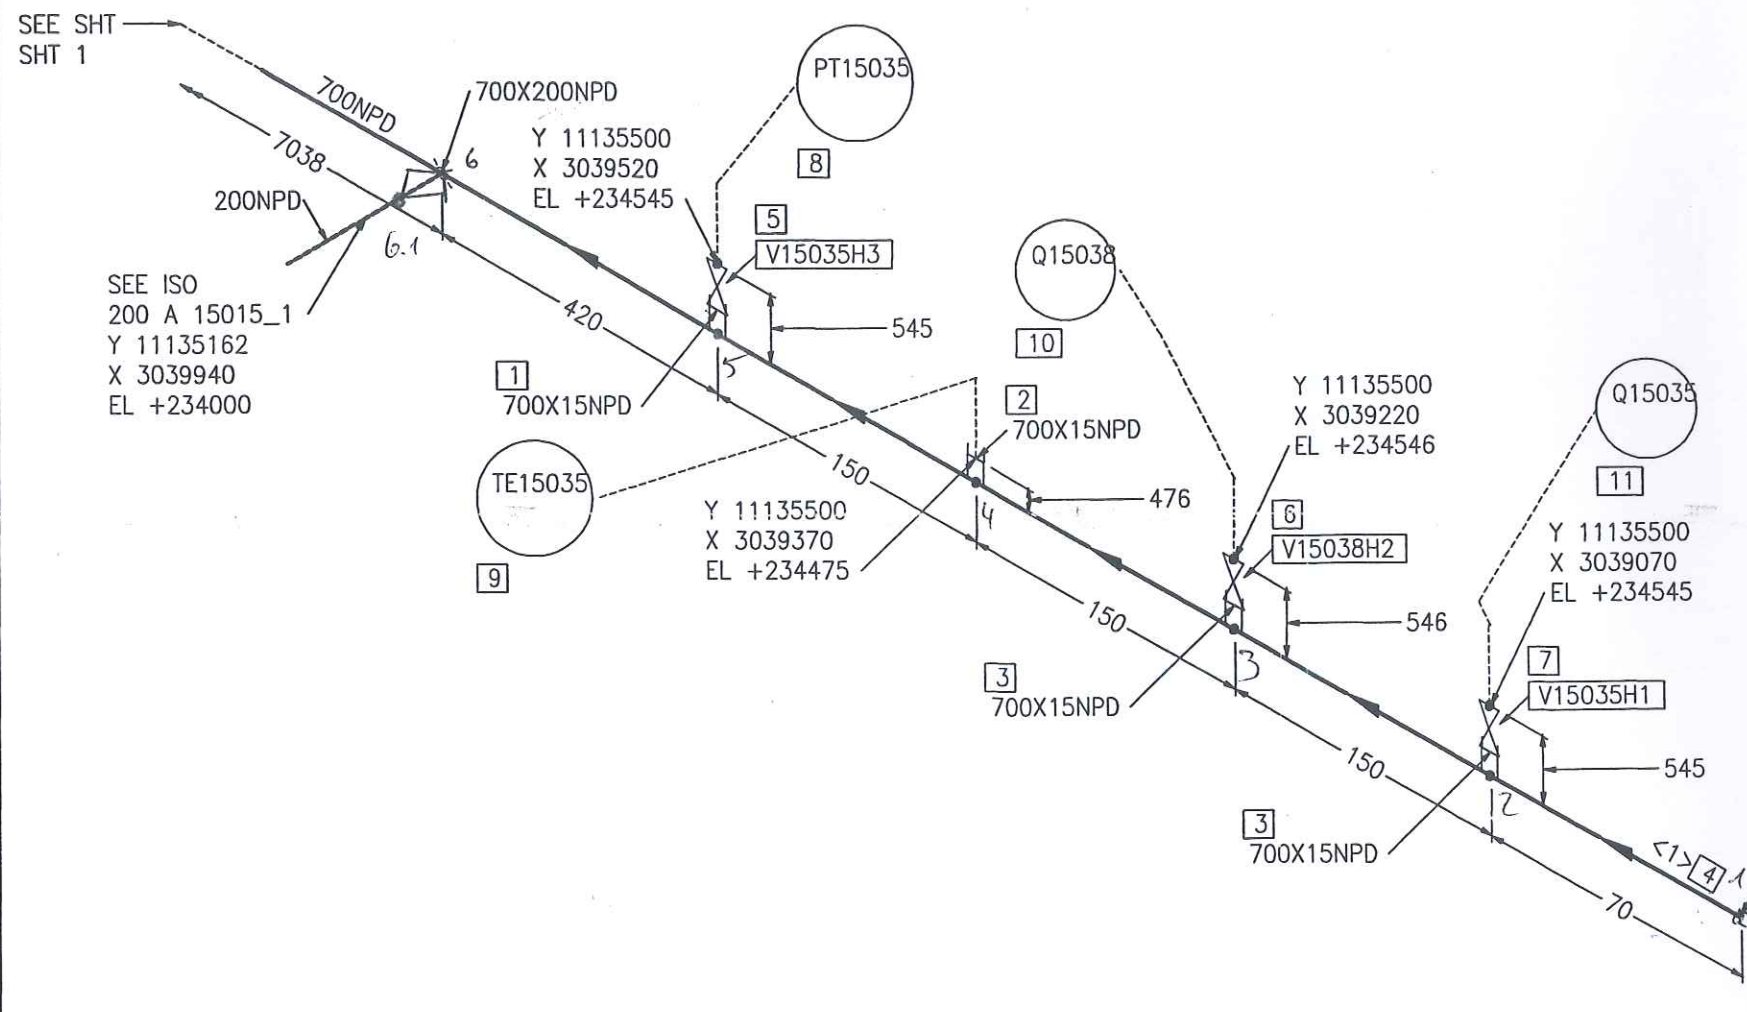 SEE SHT
SHT 1
700NPD
7038
700X200NPD
6
200NPD
6.1
SEE ISO
200 A 15015_1
Y 11135162
X 3039940
EL +234000
Y 11135500
X 3039520
EL +234545
PT15035
8
5
V15035H3
545
420
1
700X15NPD
5
TE15035
9
150
2
700X15NPD
476
4
Y 11135500
X 3039370
EL +234475
Q15038
10
Y 11135500
X 3039220
EL +234546
6
V15038H2
546
150
3
3
700X15NPD
Q15035
11
Y 11135500
X 3039070
EL +234545
7
V15035H1
545
150
2
3
700X15NPD
<1> 4 1
70